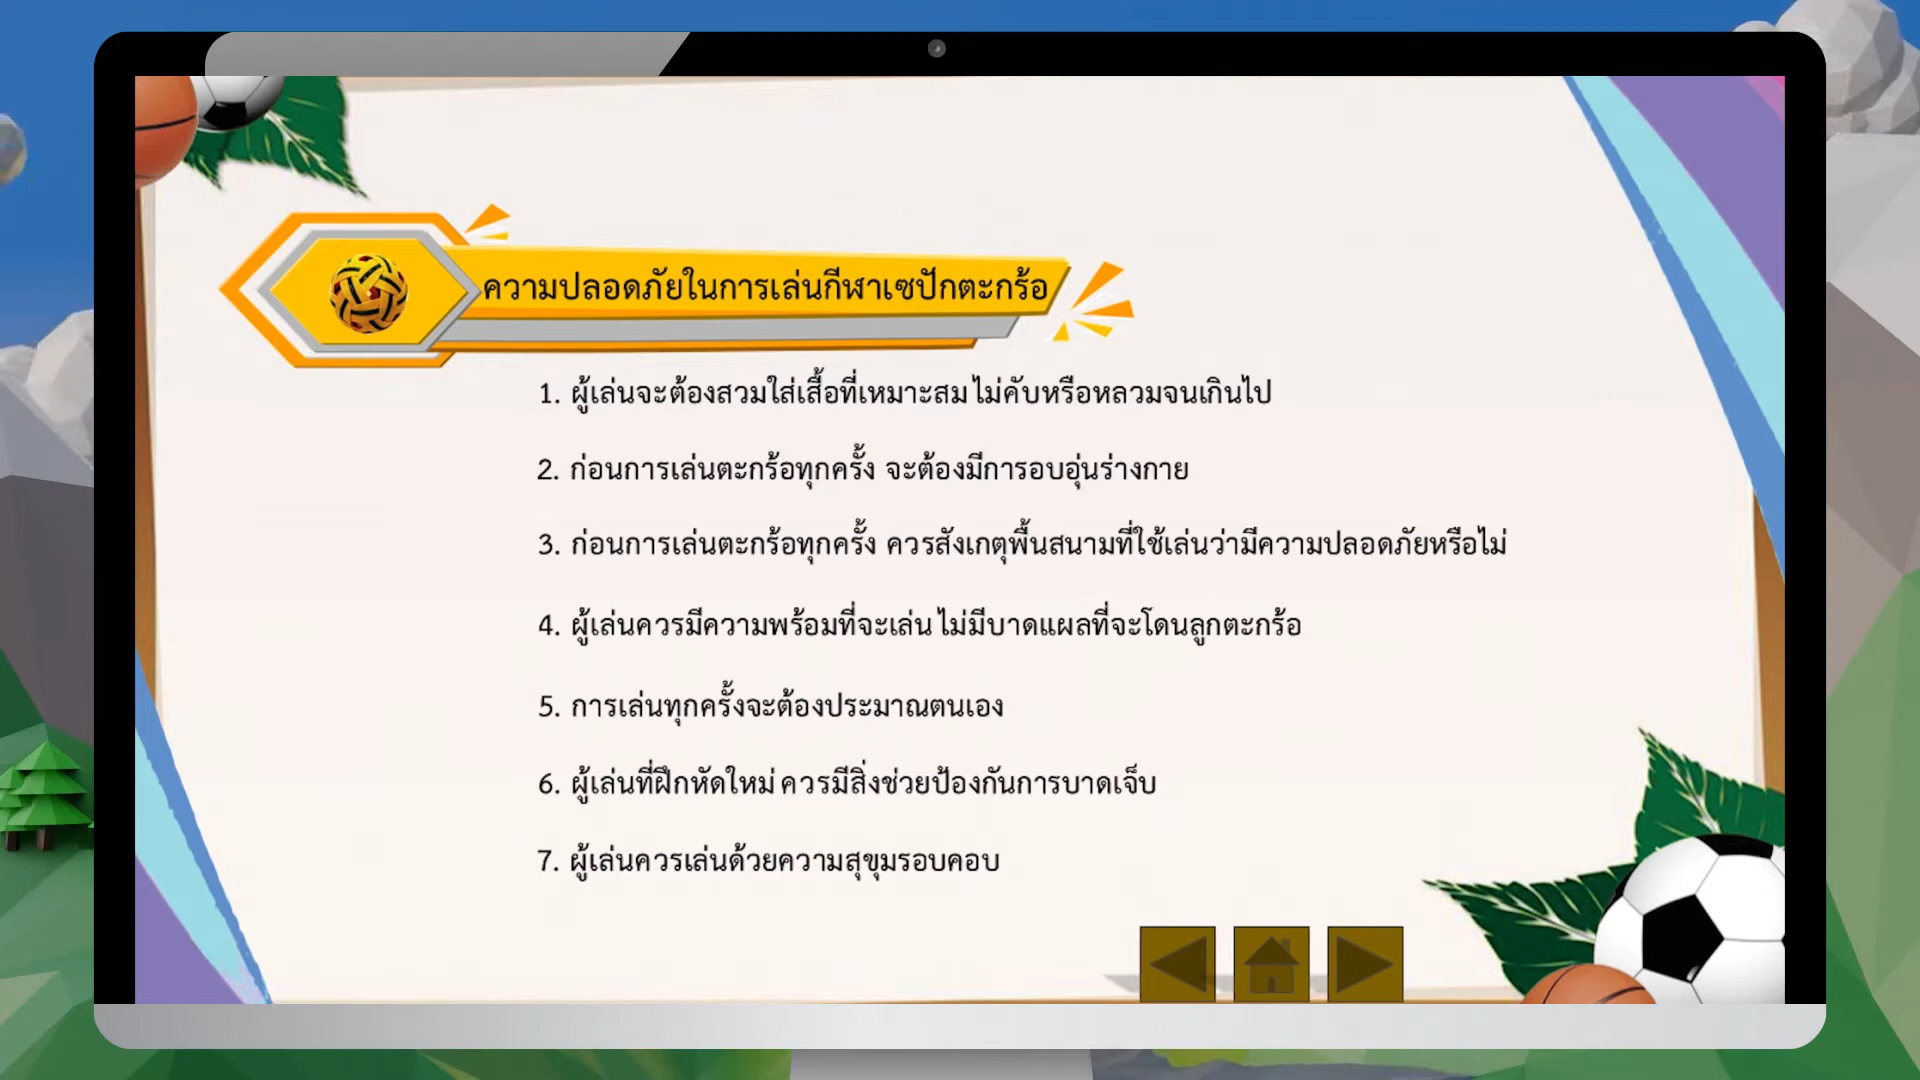 ความปลอดภัยในการเล่นกีฬาเซปักตะกร้อ
1. ผู้เล่นจะต้องสวมใส่เสื้อที่เหมาะสม ไม่คับหรือหลวมจนเกินไป
2. ก่อนการเล่นตะกร้อทุกครั้ง จะต้องมีการอบอุ่นร่างกาย
3. ก่อนการเล่นตะกร้อทุกครั้ง ควรสังเกตุพื้นสนามที่ใช้เล่นว่ามีความปลอดภัยหรือไม่
4. ผู้เล่นควรมีความพร้อมที่จะเล่น ไม่มีบาดแผลที่จะโดนลูกตะกร้อ
5. การเล่นทุกครั้งจะต้องประมาณตนเอง
6. ผู้เล่นที่ฝึกหัดใหม่ ควรมีสิ่งช่วยป้องกันการบาดเจ็บ
7. ผู้เล่นควรเล่นด้วยความสุขุมรอบคอบ